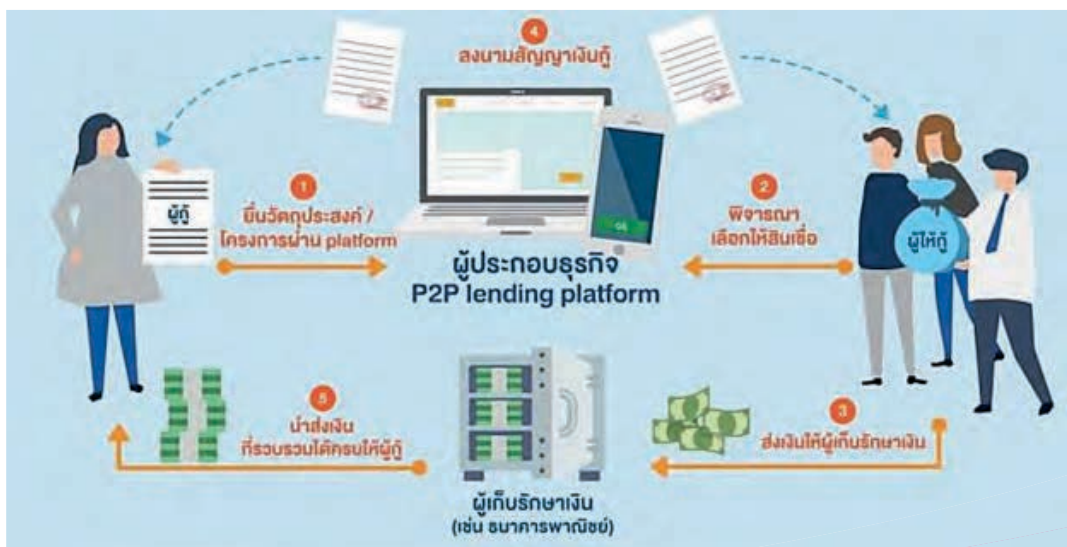 4
ลงนามสัญญาเงินกู้
1
ยื่นวัตถุประสงค์ /
โครงการผ่าน platform
ผู้กู้
2
พิจารณา
เลือกให้สินเชื่อ
ผู้ให้กู้
ผู้ประกอบธุรกิจ
P2P lending platform
5
นำส่งเงิน
ที่รวบรวมได้ครบให้ผู้กู้
3
ส่งเงินให้ผู้เก็บรักษาเงิน
ผู้เก็บรักษาเงิน
(เช่น ธนาคารพาณิชย์)